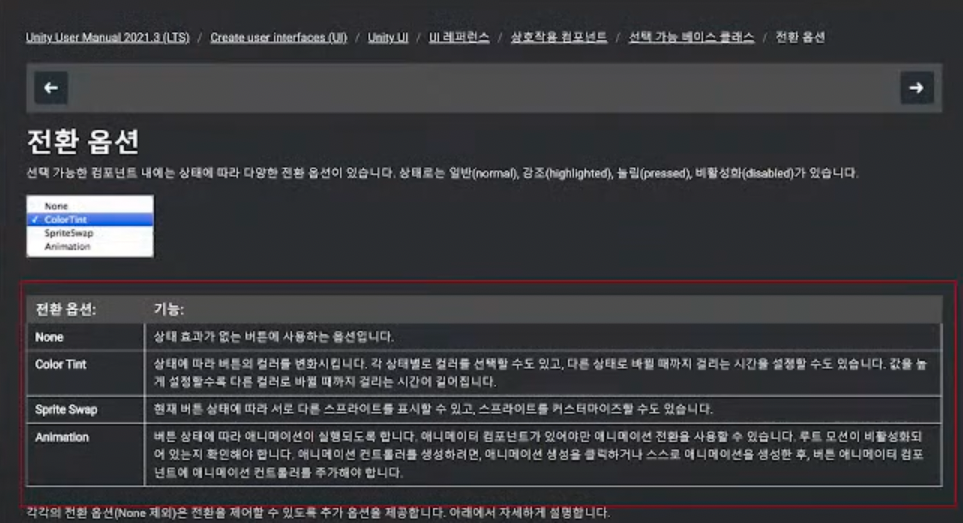 Unity User Manual 2021.3 (LTS) / Create user interfaces (UI) / Unity UI / UI 레퍼런스 / 상호작용 컴포넌트 / 선택 가능 베이스 클래스 / 전환 옵션
전환 옵션
선택 가능한 컴포넌트 내에는 상태에 따라 다양한 전환 옵션이 있습니다. 상태로는 일반(normal), 강조(highlighted), 눌림(pressed), 비활성화(disabled)가 있습니다.
None
✓ ColorTint
SpriteSwap
Animation
전환 옵션: 기능:
None 상태 효과가 없는 버튼에 사용하는 옵션입니다.
Color Tint 상태에 따라 버튼의 컬러를 변화시킵니다. 각 상태별로 컬러를 선택할 수도 있고, 다른 상태로 바뀔 때까지 걸리는 시간을 설정할 수도 있습니다. 값을 높
게 설정할수록 다른 컬러로 바뀔 때까지 걸리는 시간이 길어집니다.
Sprite Swap 현재 버튼 상태에 따라 서로 다른 스프라이트를 표시할 수 있고, 스프라이트를 커스터마이즈할 수도 있습니다.
Animation 버튼 상태에 따라 애니메이션이 실행되도록 합니다. 애니메이터 컴포넌트가 있어야만 애니메이션 전환을 사용할 수 있습니다. 루트 모션이 비활성화되
어 있는지 확인해야 합니다. 애니메이션 컨트롤러를 생성하려면, 애니메이션 생성을 클릭하거나 스스로 애니메이션을 생성한 후, 버튼 애니메이터 컴포
넌트에 애니메이션 컨트롤러를 추가해야 합니다.
각각의 전환 옵션(None 제외)은 전환을 제어할 수 있도록 추가 옵션을 제공합니다. 아래에서 자세하게 설명합니다.